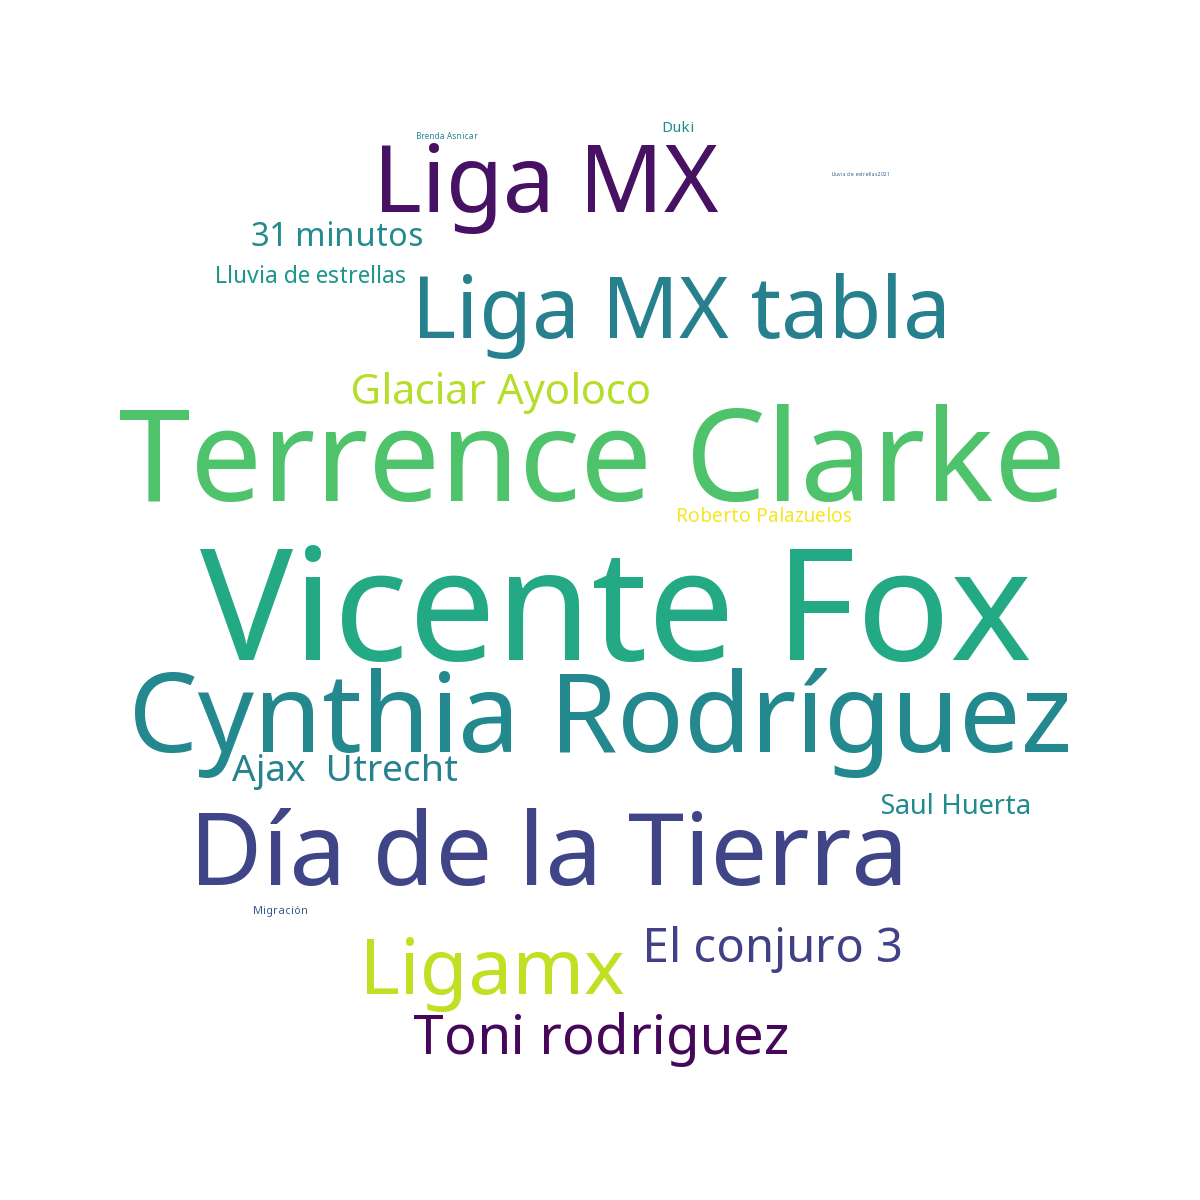 Duki
Brenda Asnicar
Liga MX
Lluvia de estrellas2021
31 minutos
Lluvia de estrellas
Liga MX tabla
Glaciar Ayoloco
Terrence Clarke
Roberto Palazuelos
Vicente Fox
Cynthia Rodríguez
Ajax Utrecht
Saul Huerta
Día de la Tierra
Migración
El conjuro 3
Ligamx
Toni rodriguez